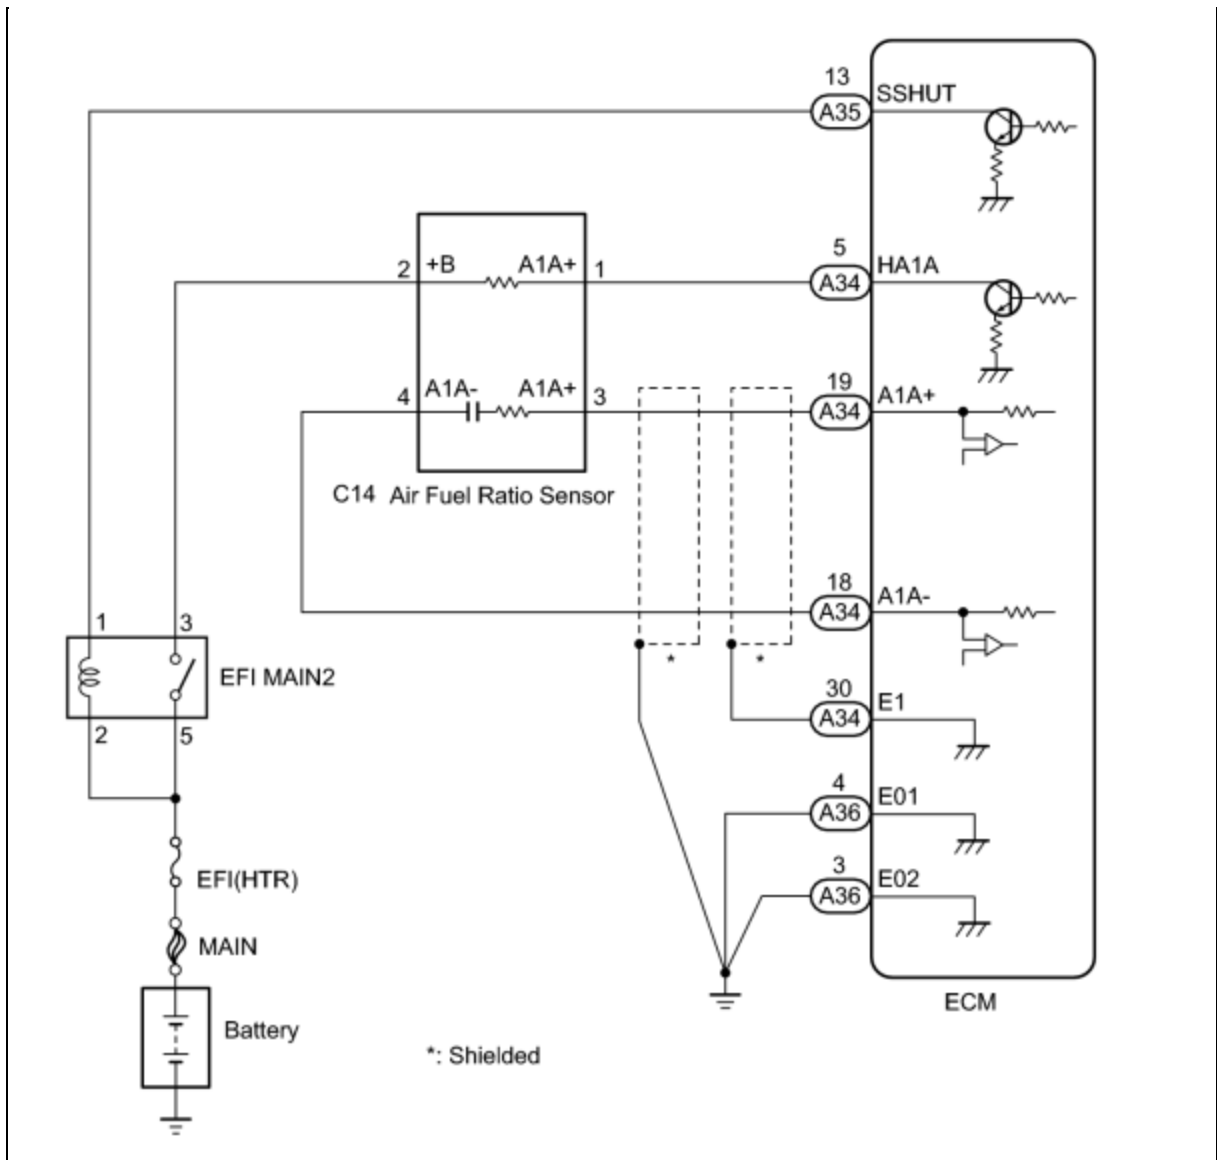 13
SSHUT
A35
5
HA1A
A34
2
+B
A1A+
1
19
A1A+
A34
4
A1A-
A1A+
3
C14 Air Fuel Ratio Sensor
18
A1A-
A34
1
3
EFI MAIN2
2
5
*
*
30
E1
A34
4
E01
A36
3
E02
A36
EFI(HTR)
MAIN
ECM
Battery
*: Shielded